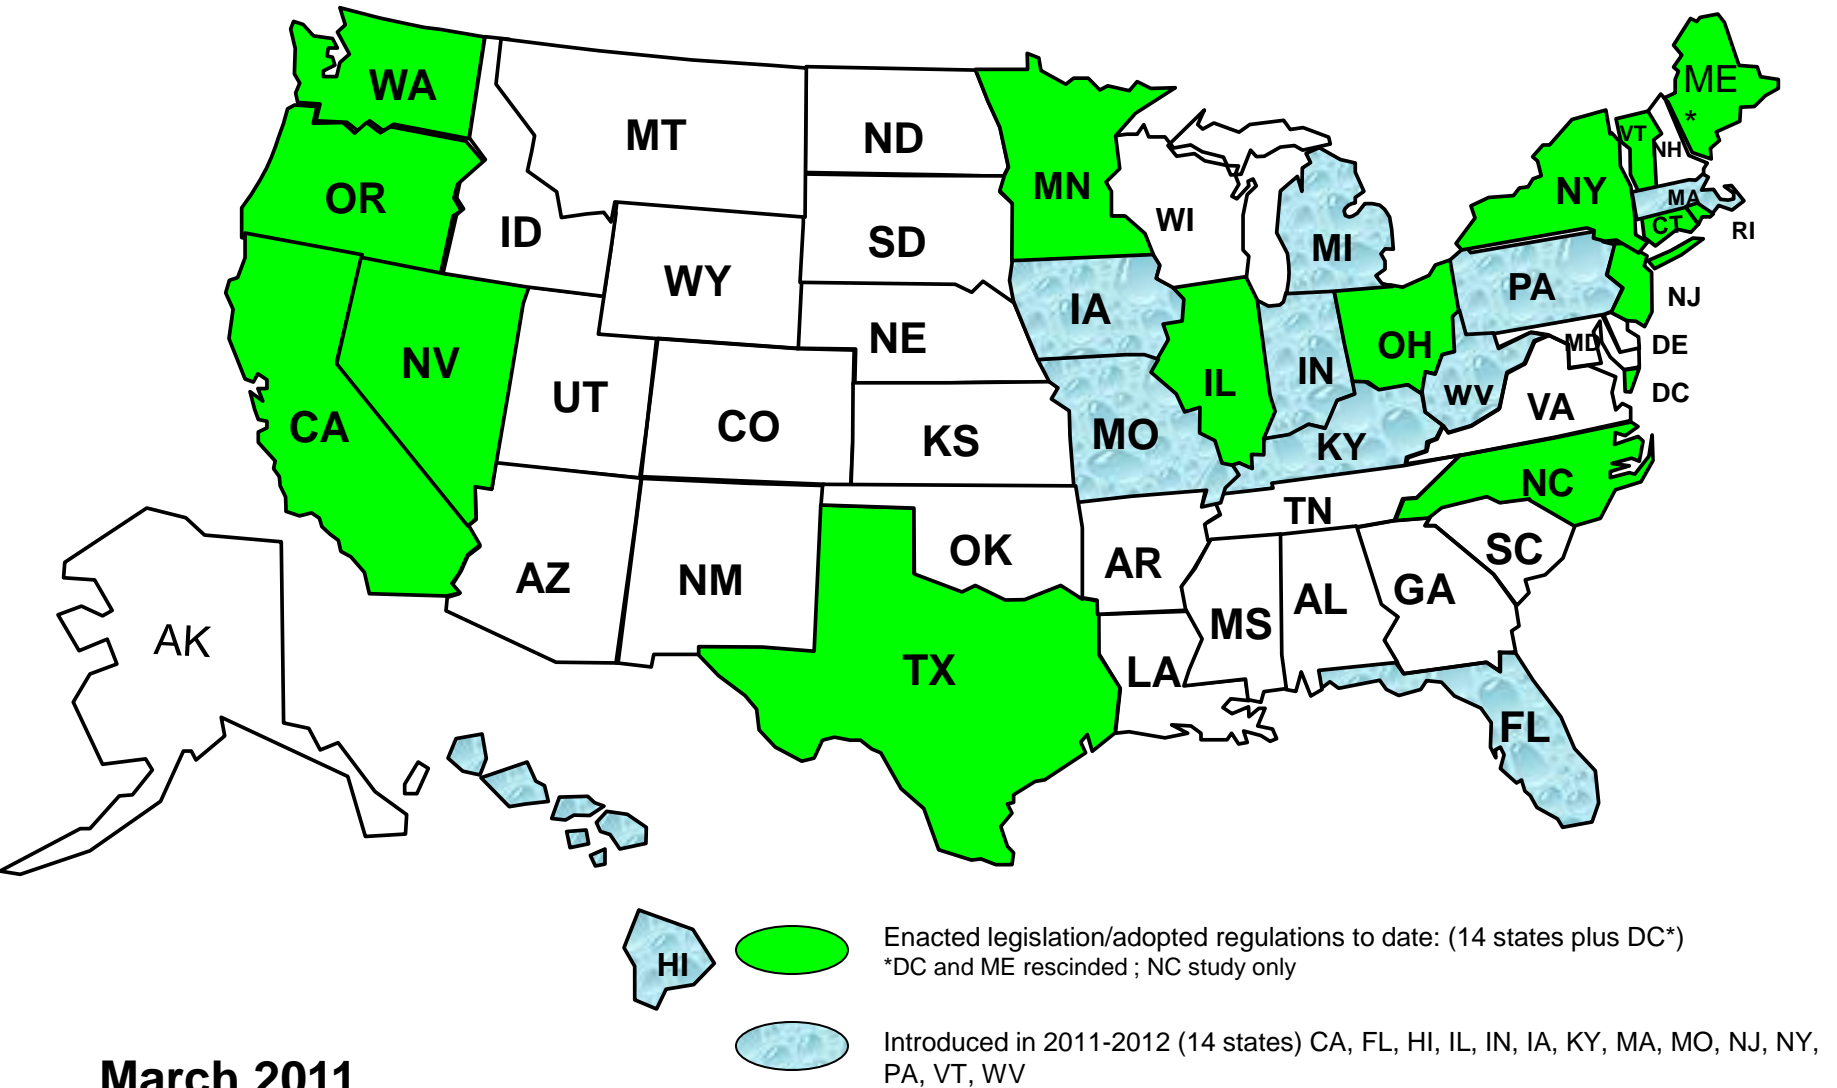 WA
ME
*
MT
ND
VT
NH
MN
NY
OR
MA
WI
ID
SD
CT
RI
MI
WY
PA
NJ
IA
NE
OH
MD
DE
NV
IN
UT
IL
WV
DC
CA
CO
MO
VA
KS
KY
NC
TN
OK
SC
AR
AZ
NM
GA
AL
MS
AK
TX
LA
FL
HI
Enacted legislation/adopted regulations to date: (14 states plus DC*)
*DC and ME rescinded ; NC study only
Introduced in 2011-2012 (14 states) CA, FL, HI, IL, IN, IA, KY, MA, MO, NJ, NY,
PA, VT, WV
March 2011